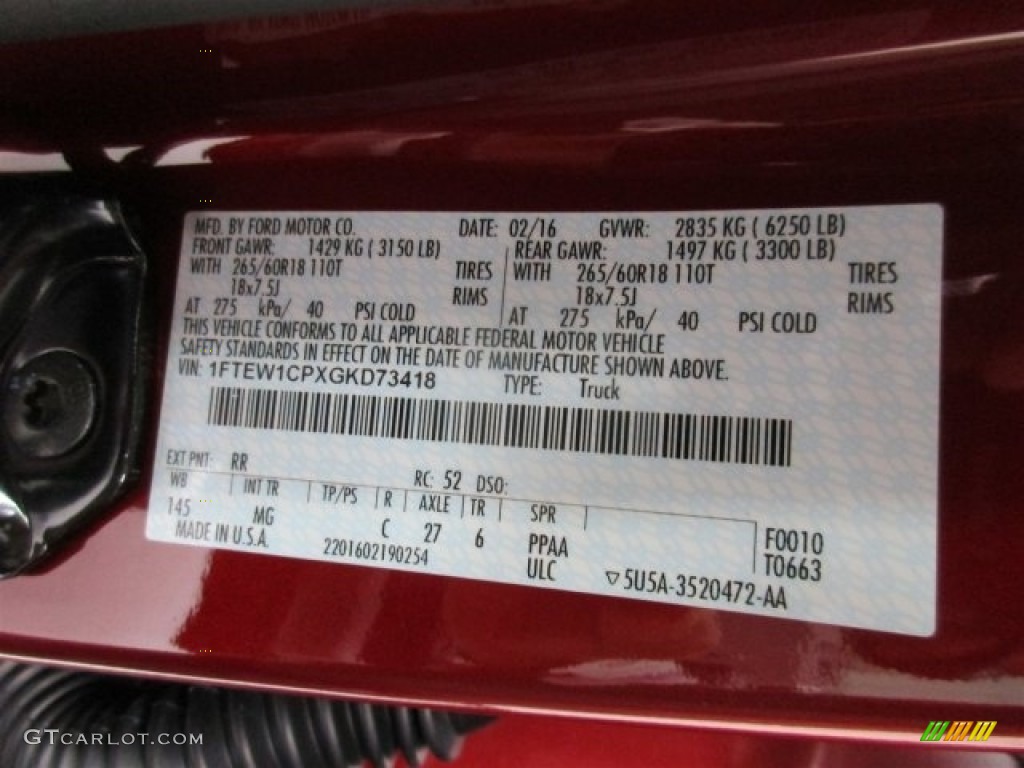 MFD. BY FORD MOTOR CO. DATE: 02/16 GVWR: 2835 KG ( 6250 LB)
FRONT GAWR: 1429 KG ( 3150 LB) REAR GAWR: 1497 KG ( 3300 LB)
WITH 265/60R18 110T TIRES WITH 265/60R18 110T TIRES
18x7.5J RIMS 18x7.5J RIMS
AT 275 kPa/ 40 PSI COLD AT 275 kPa/ 40 PSI COLD
THIS VEHICLE CONFORMS TO ALL APPLICABLE FEDERAL MOTOR VEHICLE
SAFETY STANDARDS IN EFFECT ON THE DATE OF MANUFACTURE SHOWN ABOVE.
VIN: 1FTEW1CPXGKD73418 TYPE: Truck
EXT PNT: RR RC: 52 DSO:
WB INT TR TP/PS R AXLE TR SPR
145 MG C 27 6 PPAA F0010
MADE IN U.S.A. 2201602190254 ULC T0663
▽5U5A-3520472-AA
GTCARLOT.COM